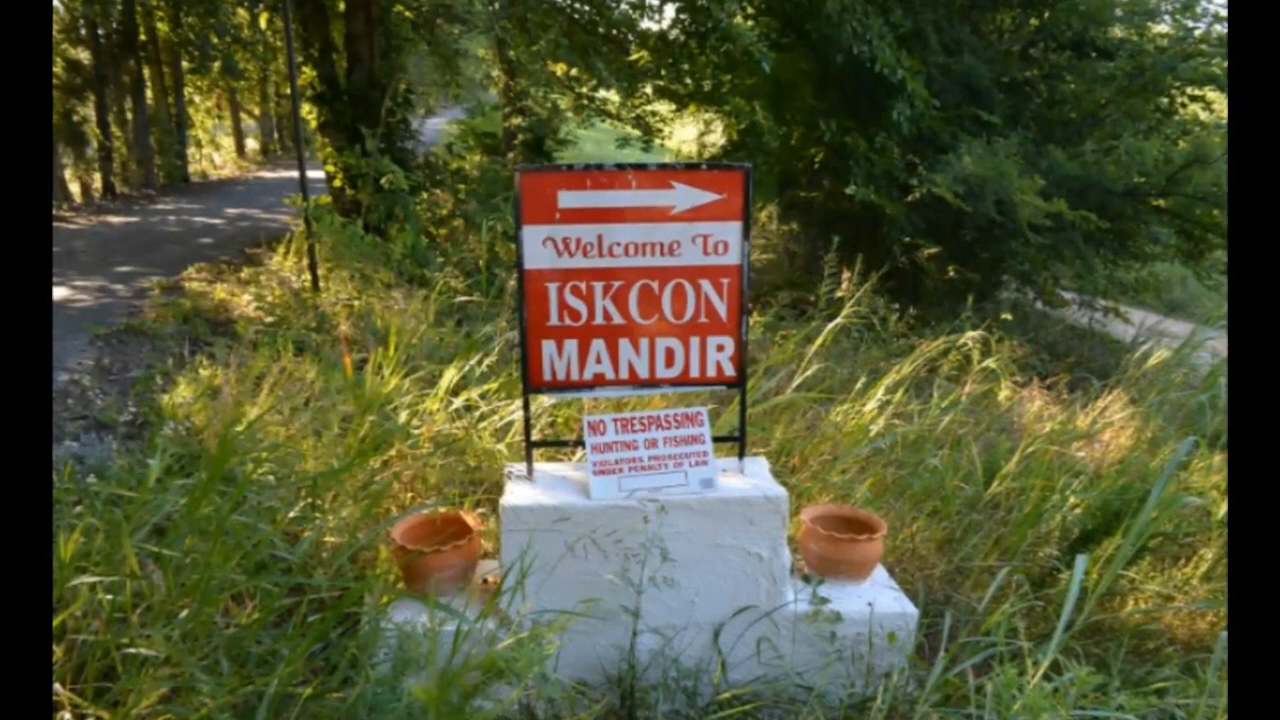 Welcome To
ISKCON
MANDIR
NO TRESPASSING
HUNTING OR FISHING
VIOLATORS PROSECUTED
UNDER PENALTY OF LAW